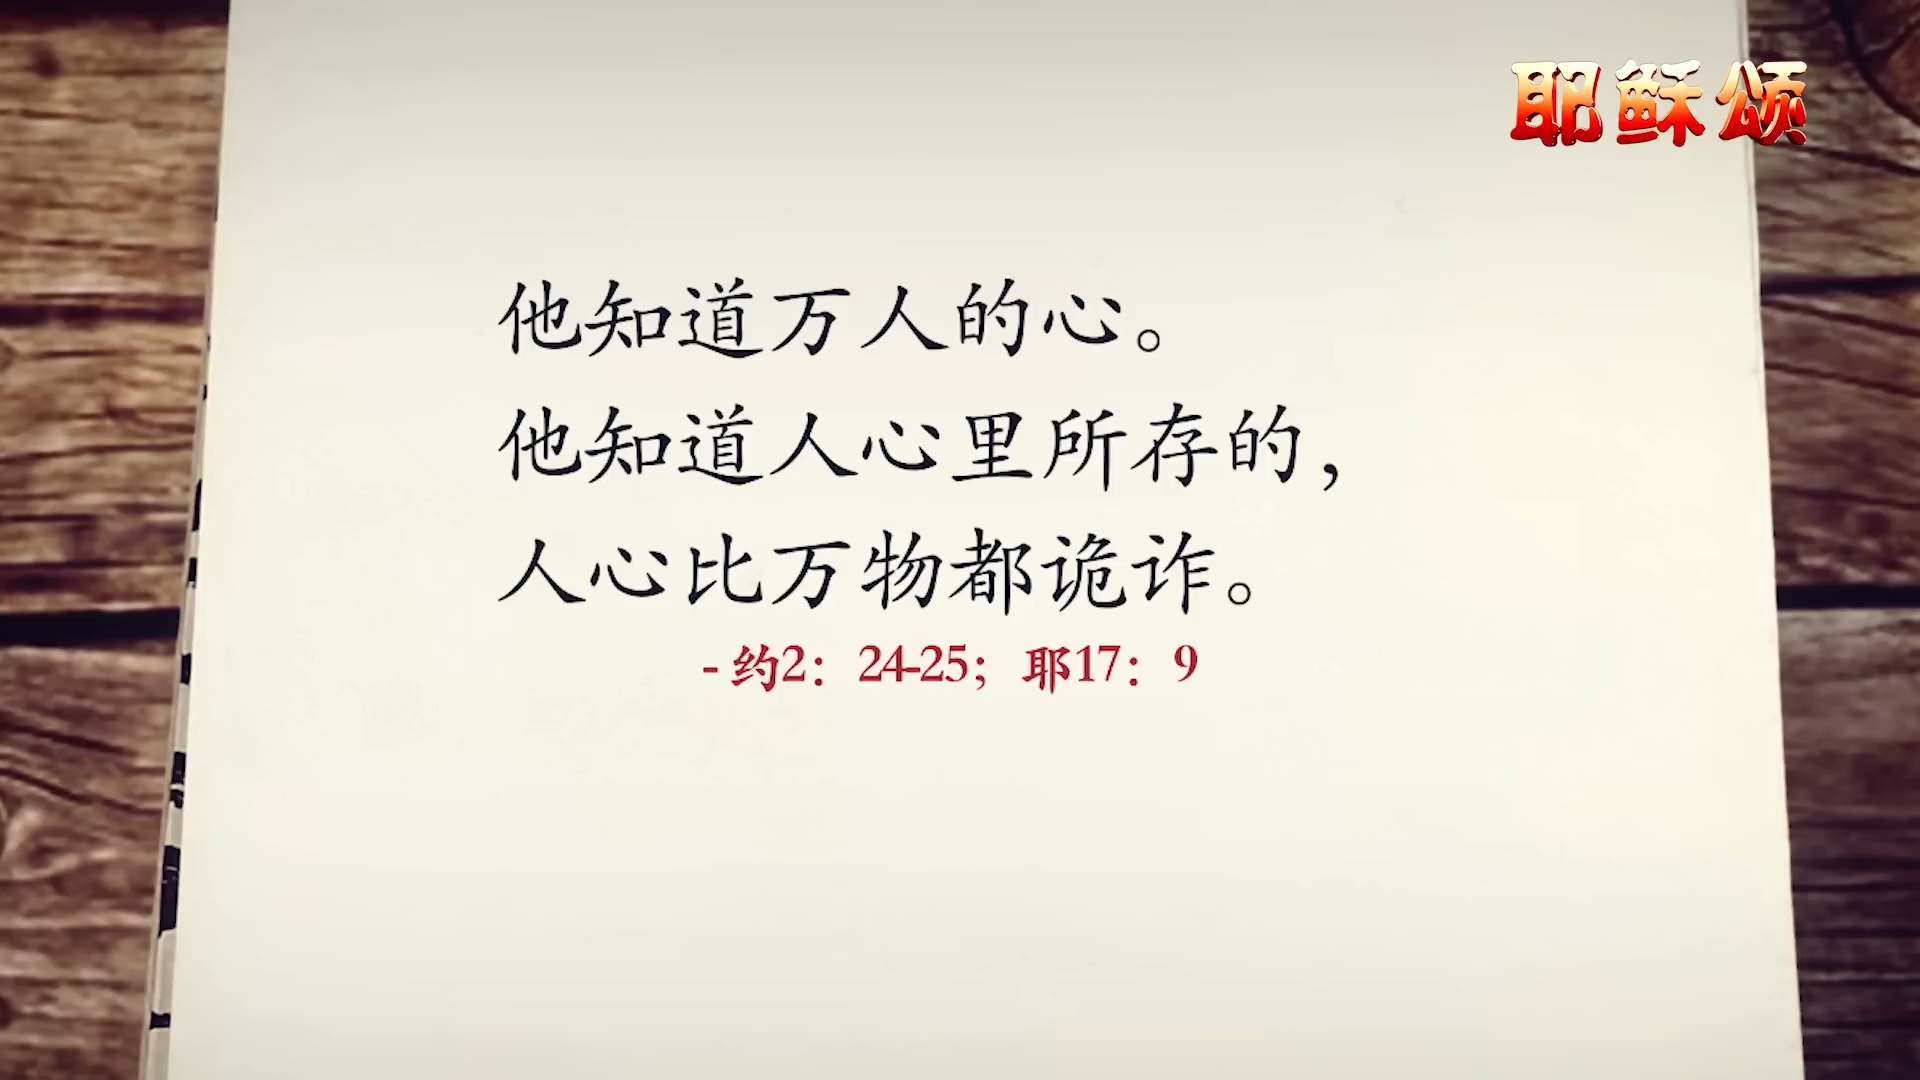 耶稣颂
他知道万人的心。
他知道人心里所存的，
人心比万物都诡诈。
- 约2：24-25；耶17：9